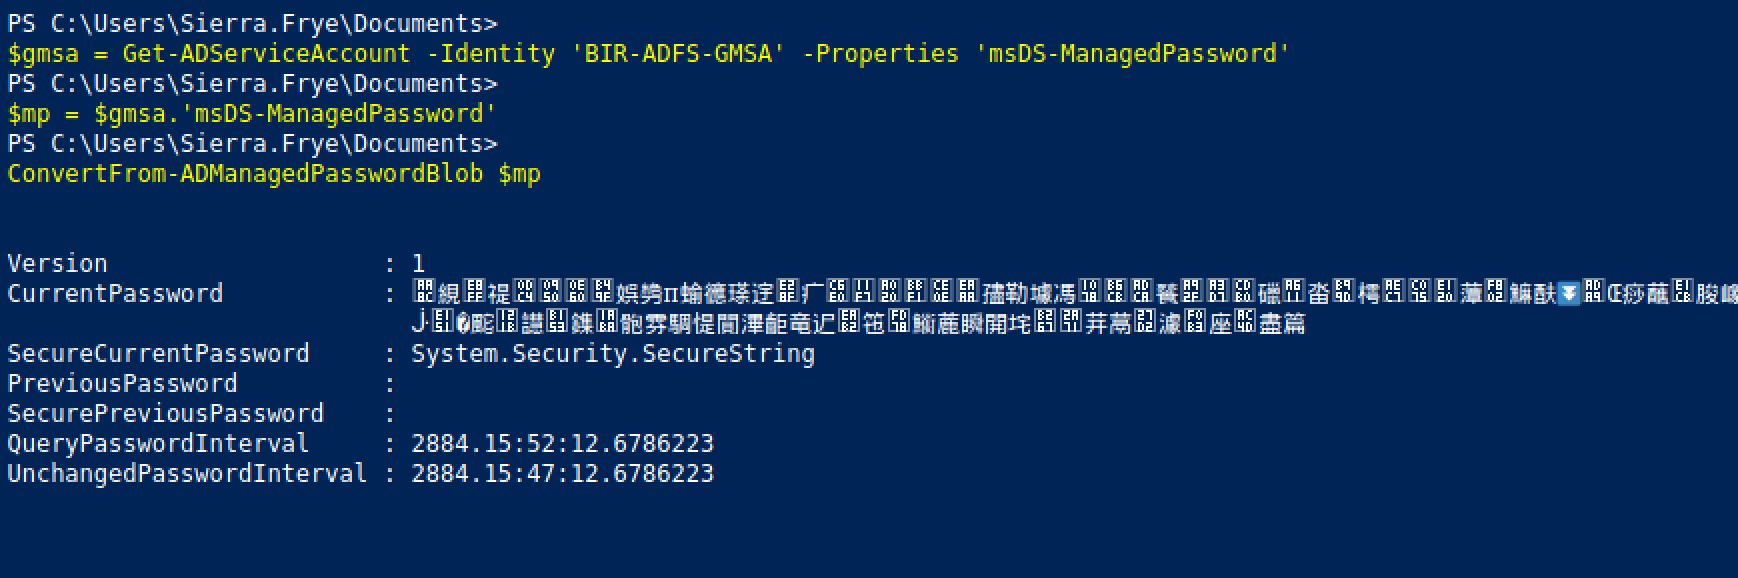 PS C:\Users\Sierra.Frye\Documents>
$gmsa = Get-ADServiceAccount -Identity 'BIR-ADFS-GMSA' -Properties 'msDS-ManagedPassword'
PS C:\Users\Sierra.Frye\Documents>
$mp = $gmsa.'msDS-ManagedPassword'
PS C:\Users\Sierra.Frye\Documents>
ConvertFrom-ADManagedPasswordBlob $mp
Version : 1
CurrentPassword :
SecureCurrentPassword : System.Security.SecureString
PreviousPassword :
SecurePreviousPassword :
QueryPasswordInterval : 2884.15:52:12.6786223
UnchangedPasswordInterval : 2884.15:47:12.6786223